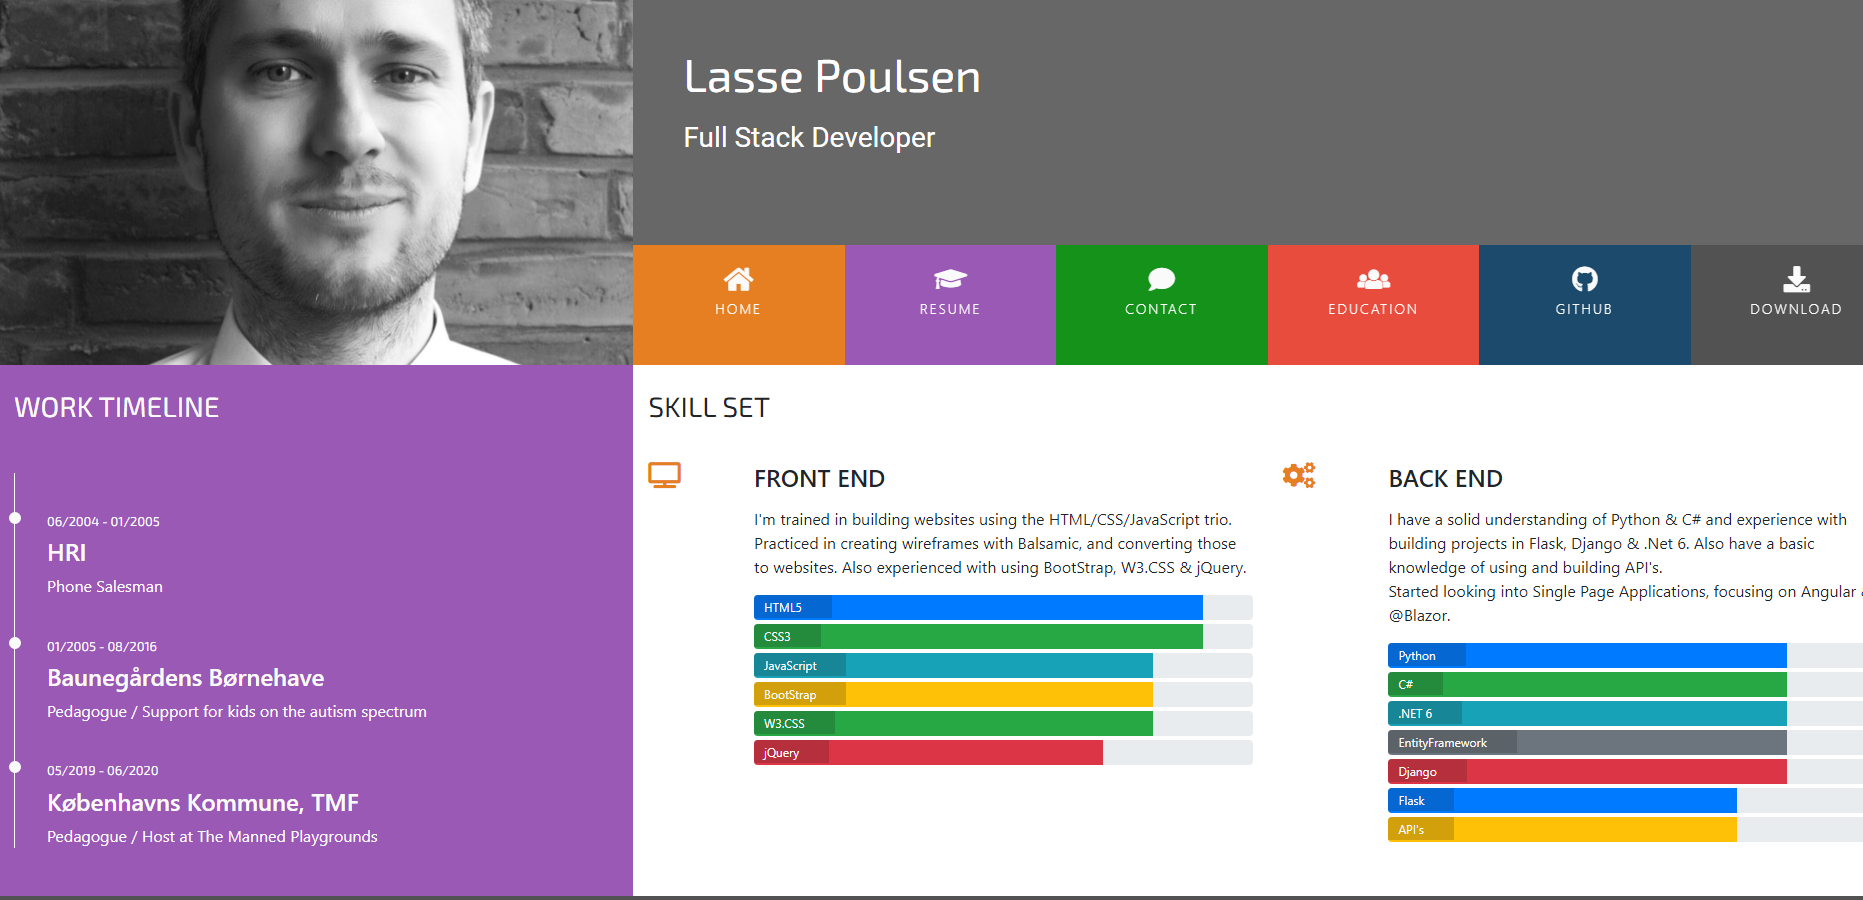 Lasse Poulsen
Full Stack Developer
HOME
RESUME
CONTACT
EDUCATION
GITHUB
DOWNLOAD
WORK TIMELINE
06/2004 - 01/2005
HRI
Phone Salesman
01/2005 - 08/2016
Baunegårdens Børnehave
Pedagogue / Support for kids on the autism spectrum
05/2019 - 06/2020
Københavns Kommune, TMF
Pedagogue / Host at The Manned Playgrounds
SKILL SET
FRONT END
I'm trained in building websites using the HTML/CSS/JavaScript trio.
Practiced in creating wireframes with Balsamic, and converting those
to websites. Also experienced with using BootStrap, W3.CSS & jQuery.
HTML5
CSS3
JavaScript
BootStrap
W3.CSS
jQuery
BACK END
I have a solid understanding of Python & C# and experience with
building projects in Flask, Django & .Net 6. Also have a basic
knowledge of using and building API's.
Started looking into Single Page Applications, focusing on Angular
@Blazor.
Python
C#
.NET 6
EntityFramework
Django
Flask
API's